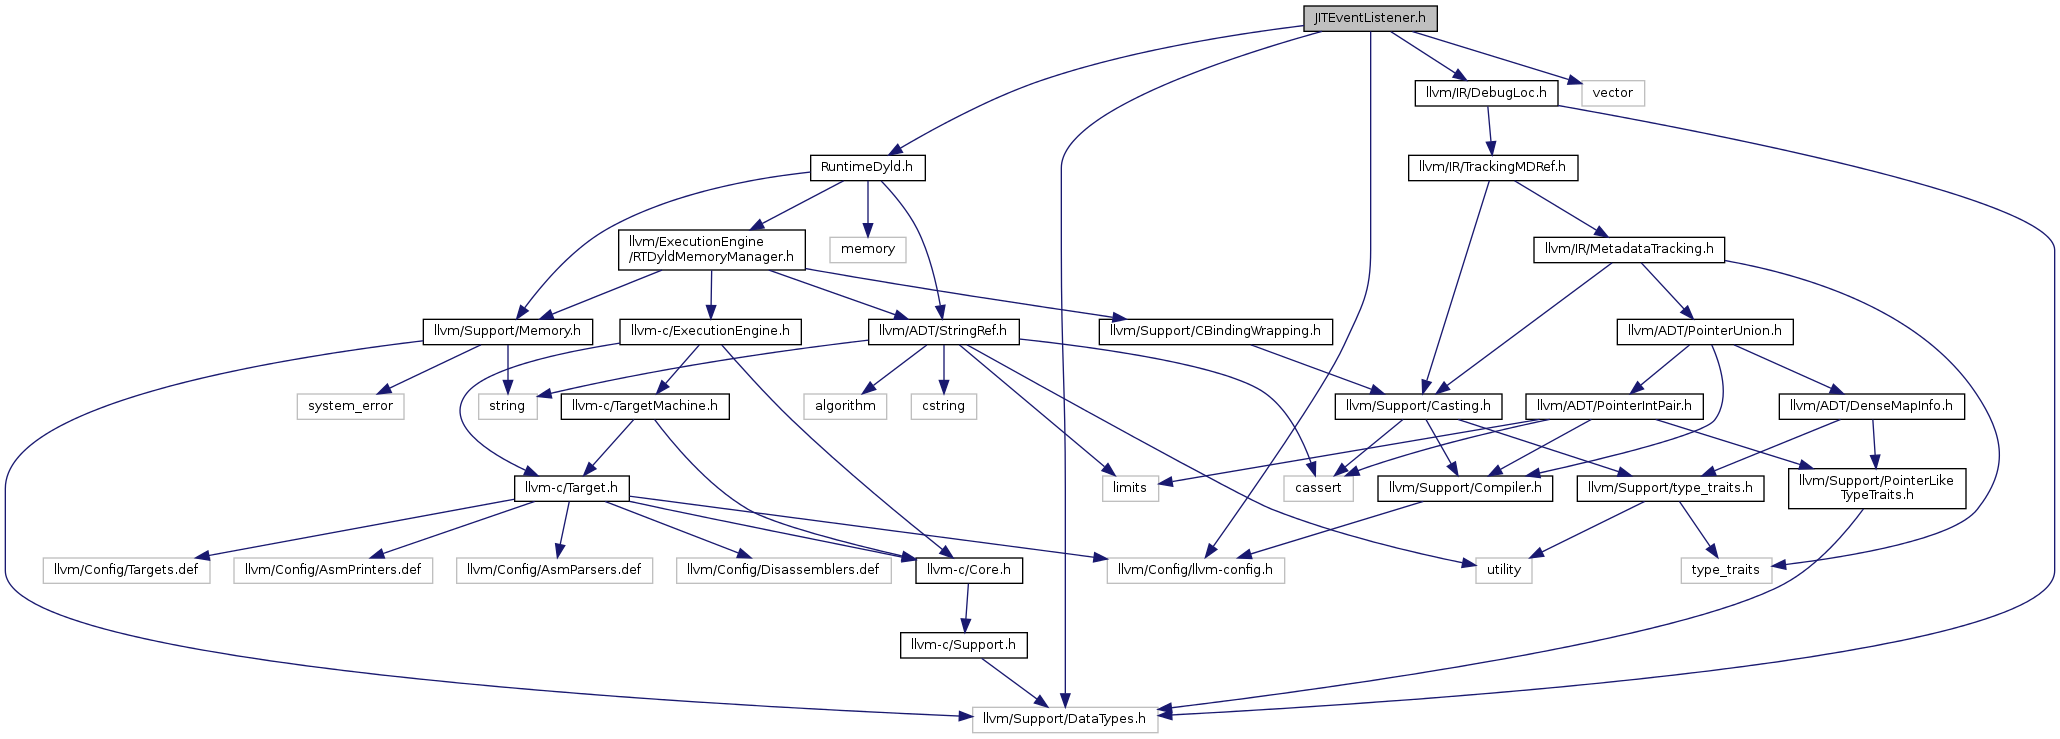 JITEventListener.h
llvm/IR/DebugLoc.h
vector
RuntimeDyld.h
llvm/IR/TrackingMDRef.h
llvm/ExecutionEngine
/RTDyldMemoryManager.h
memory
llvm/IR/MetadataTracking.h
llvm/Support/Memory.h
llvm-c/ExecutionEngine.h
llvm/ADT/StringRef.h
llvm/Support/CBindingWrapping.h
llvm/ADT/PointerUnion.h
system_error
string
llvm-c/TargetMachine.h
algorithm
cstring
llvm/Support/Casting.h
llvm/ADT/PointerIntPair.h
llvm/ADT/DenseMapInfo.h
llvm-c/Target.h
limits
cassert
llvm/Support/Compiler.h
llvm/Support/type_traits.h
llvm/Support/PointerLike
TypeTraits.h
llvm/Config/Targets.def
llvm/Config/AsmPrinters.def
llvm/Config/AsmParsers.def
llvm/Config/Disassemblers.def
llvm-c/Core.h
llvm/Config/llvm-config.h
utility
type_traits
llvm-c/Support.h
llvm/Support/DataTypes.h